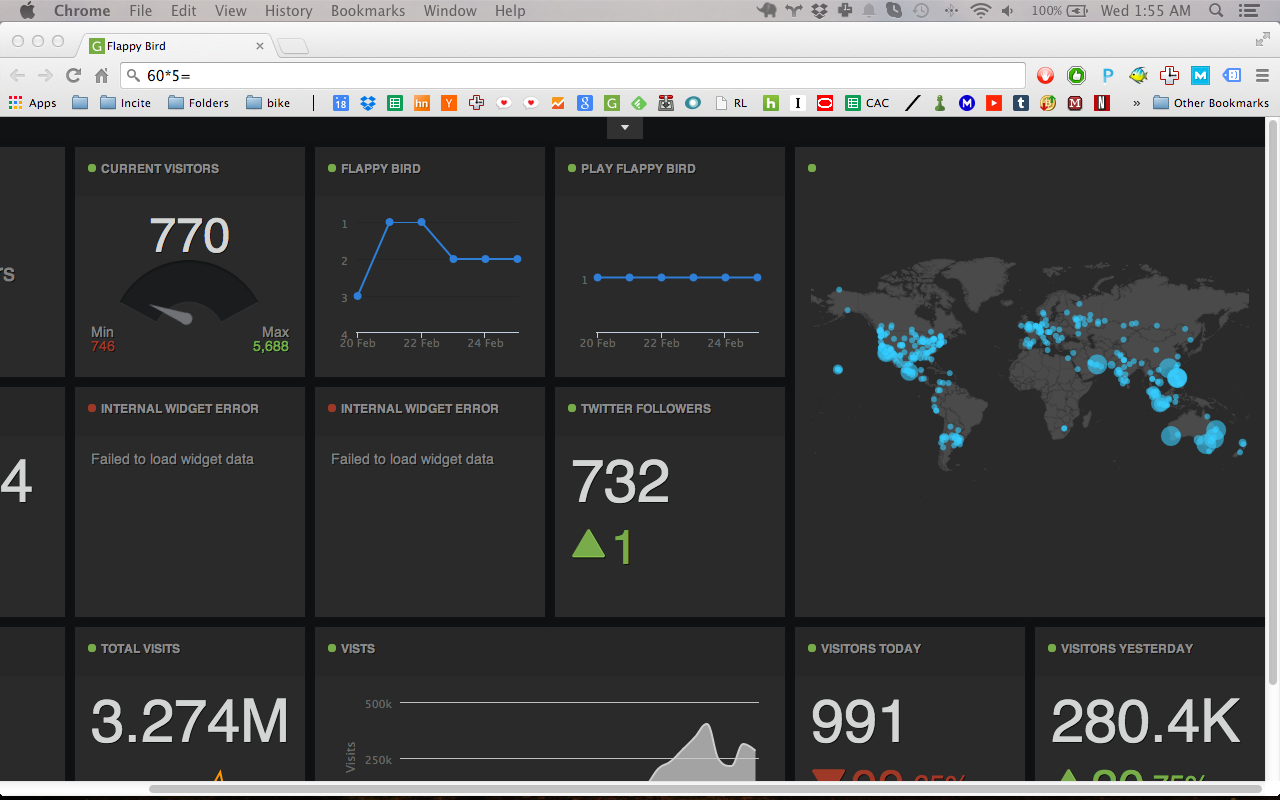 Chrome File Edit View History Bookmarks Window Help 100% Wed 1:55 AM
G Flappy Bird
60*5=
P M
Apps Incite Folders bike 18 hn Y g G RL h I CAC M t M N » Other Bookmarks
CURRENT VISITORS
770
Min
746
Max
5,688
FLAPPY BIRD
1
2
3
4
20 Feb 22 Feb 24 Feb
PLAY FLAPPY BIRD
1
20 Feb 22 Feb 24 Feb
rs
4
INTERNAL WIDGET ERROR
Failed to load widget data
INTERNAL WIDGET ERROR
Failed to load widget data
TWITTER FOLLOWERS
732
1
TOTAL VISITS
3.274M
VISTS
500k
250k
Visits
VISITORS TODAY
991
VISITORS YESTERDAY
280.4K